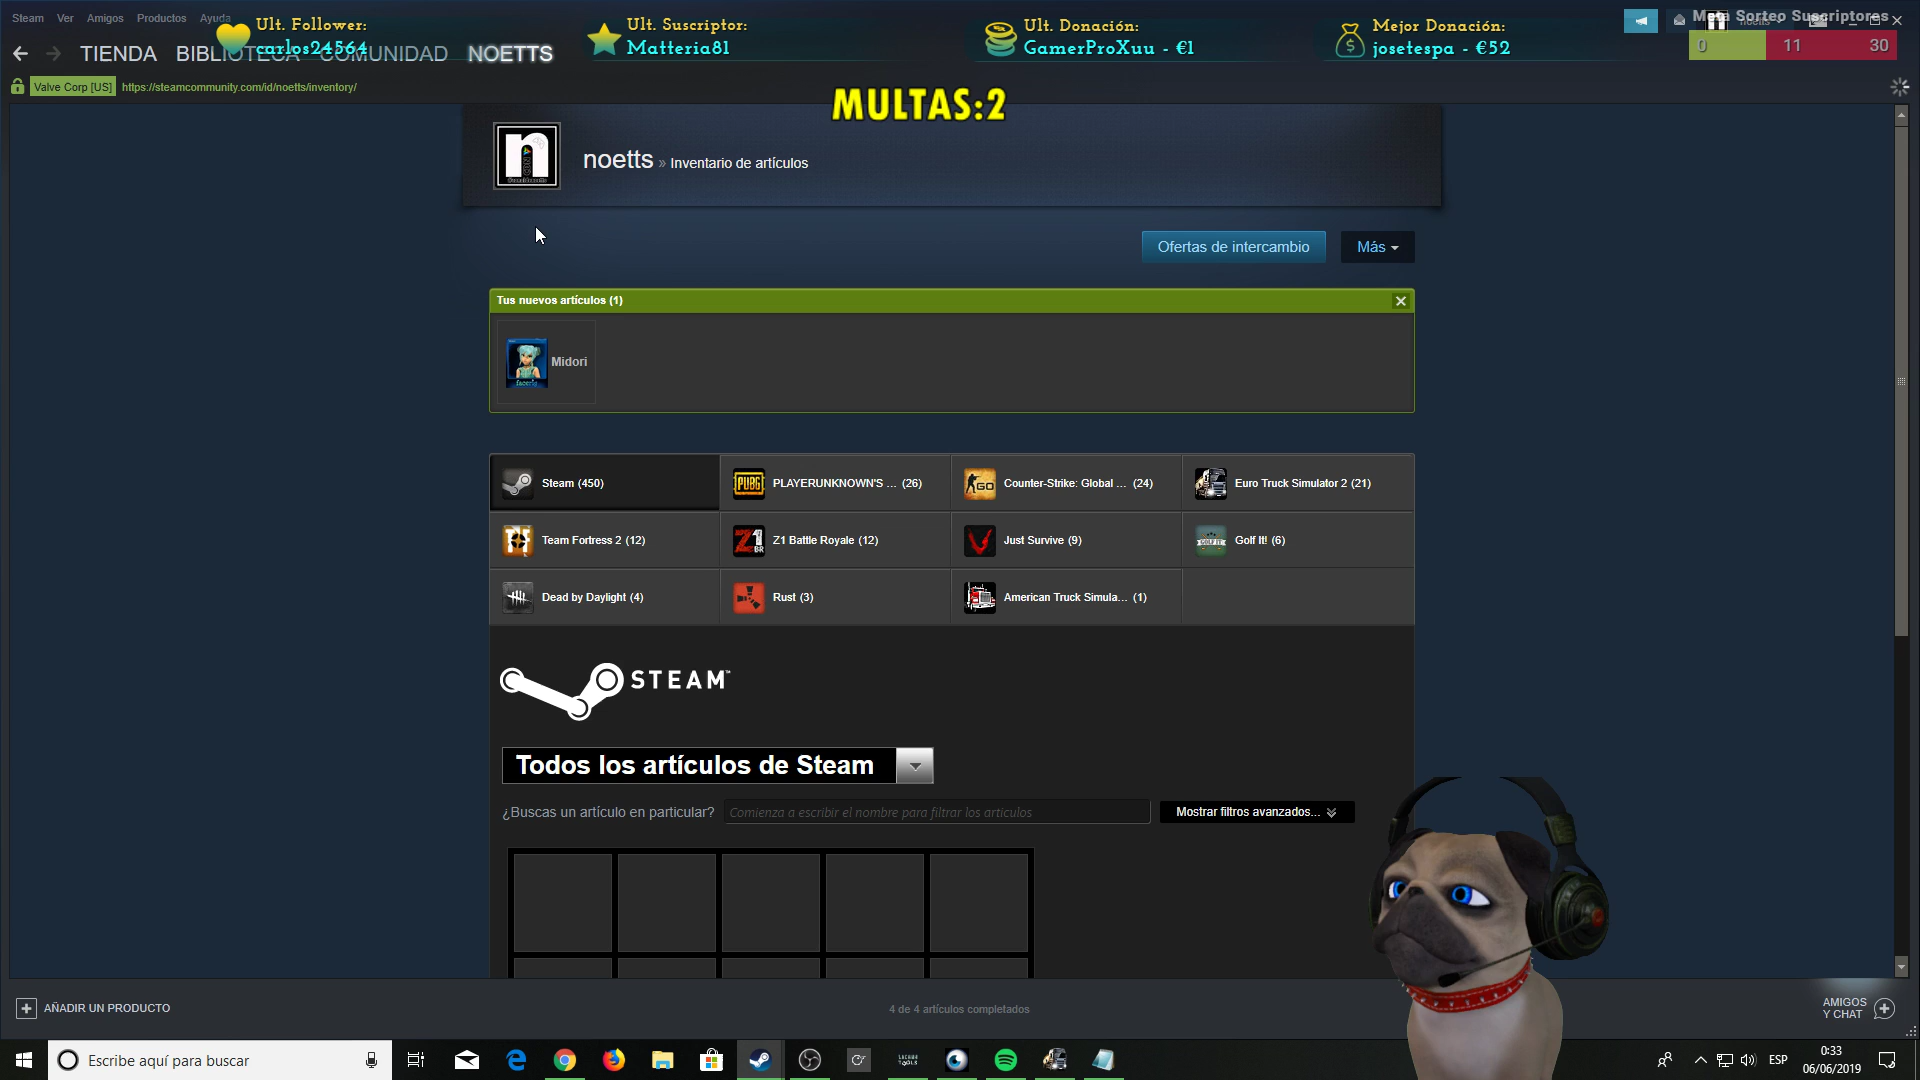 Steam Ver Amigos Productos Ayuda
Ult. Follower:
carlos24564
Ult. Suscriptor:
Matteria81
Ult. Donación:
GamerProXuu - €1
Mejor Donación:
josetespa - €52
Meta Sorteo Suscriptores
0 11 30
TIENDA BIBLIOTECA COMUNIDAD NOETTS
Valve Corp [US] https://steamcommunity.com/id/noetts/inventory/
MULTAS:2
noetts » Inventario de artículos
Ofertas de intercambio
Más
Tus nuevos artículos (1)
Midori
Steam (450)
PLAYERUNKNOWN'S ... (26)
Counter-Strike: Global ... (24)
Euro Truck Simulator 2 (21)
Team Fortress 2 (12)
Z1 Battle Royale (12)
Just Survive (9)
Golf It! (6)
Dead by Daylight (4)
Rust (3)
American Truck Simula... (1)
STEAM™
Todos los artículos de Steam
¿Buscas un artículo en particular?
Comienza a escribir el nombre para filtrar los artículos
Mostrar filtros avanzados...
AÑADIR UN PRODUCTO
4 de 4 artículos completados
AMIGOS
Y CHAT
Escribe aquí para buscar
ESP
0:33
06/06/2019